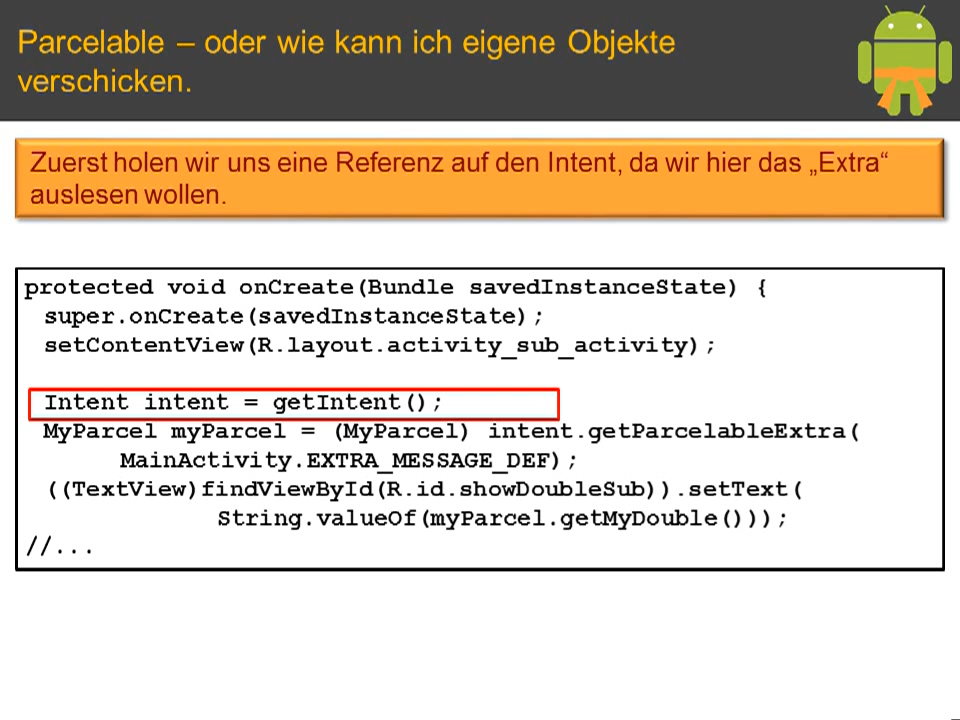 Parcelable – oder wie kann ich eigene Objekte
verschicken.
Zuerst holen wir uns eine Referenz auf den Intent, da wir hier das „Extra“
auslesen wollen.
protected void onCreate(Bundle savedInstanceState) {
super.onCreate(savedInstanceState);
setContentView(R.layout.activity_sub_activity);
Intent intent = getIntent();
MyParcel myParcel = (MyParcel) intent.getParcelableExtra(
MainActivity.EXTRA_MESSAGE_DEF);
((TextView)findViewById(R.id.showDoubleSub)).setText(
String.valueOf(myParcel.getMyDouble()));
//...